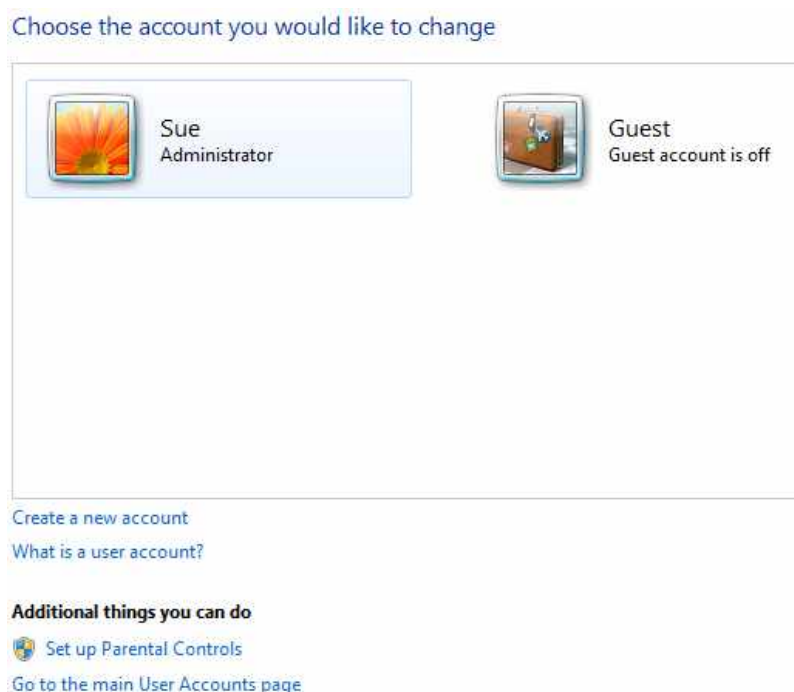 Choose the account you would like to change
Sue
Administrator
Guest
Guest account is off
Create a new account
What is a user account?
Additional things you can do
Set up Parental Controls
Go to the main User Accounts page